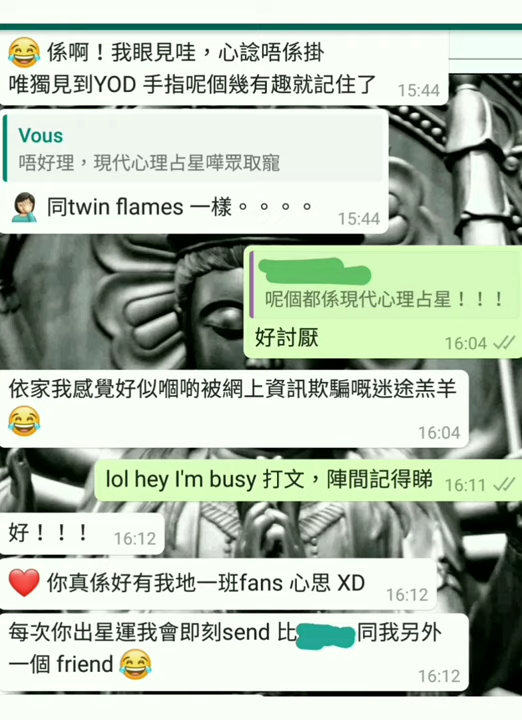 😂 係啊！我眼見哇，心諗唔係掛
唯獨見到YOD 手指呢個幾有趣就記住了 15:44
Vous
唔好理，現代心理占星嘩眾取寵
🤦 同twin flames 一樣。。。。 15:44
呢個都係現代心理占星！！！
好討厭 16:04
依家我感覺好似嗰啲被網上資訊欺騙嘅迷途羔羊
😂 16:04
lol hey I'm busy 打文，陣間記得睇 16:11
好！！！ 16:12
❤️ 你真係好有我地一班fans 心思 XD 16:12
每次你出星運我會即刻send 比 同我另外
一個 friend 😂 16:12